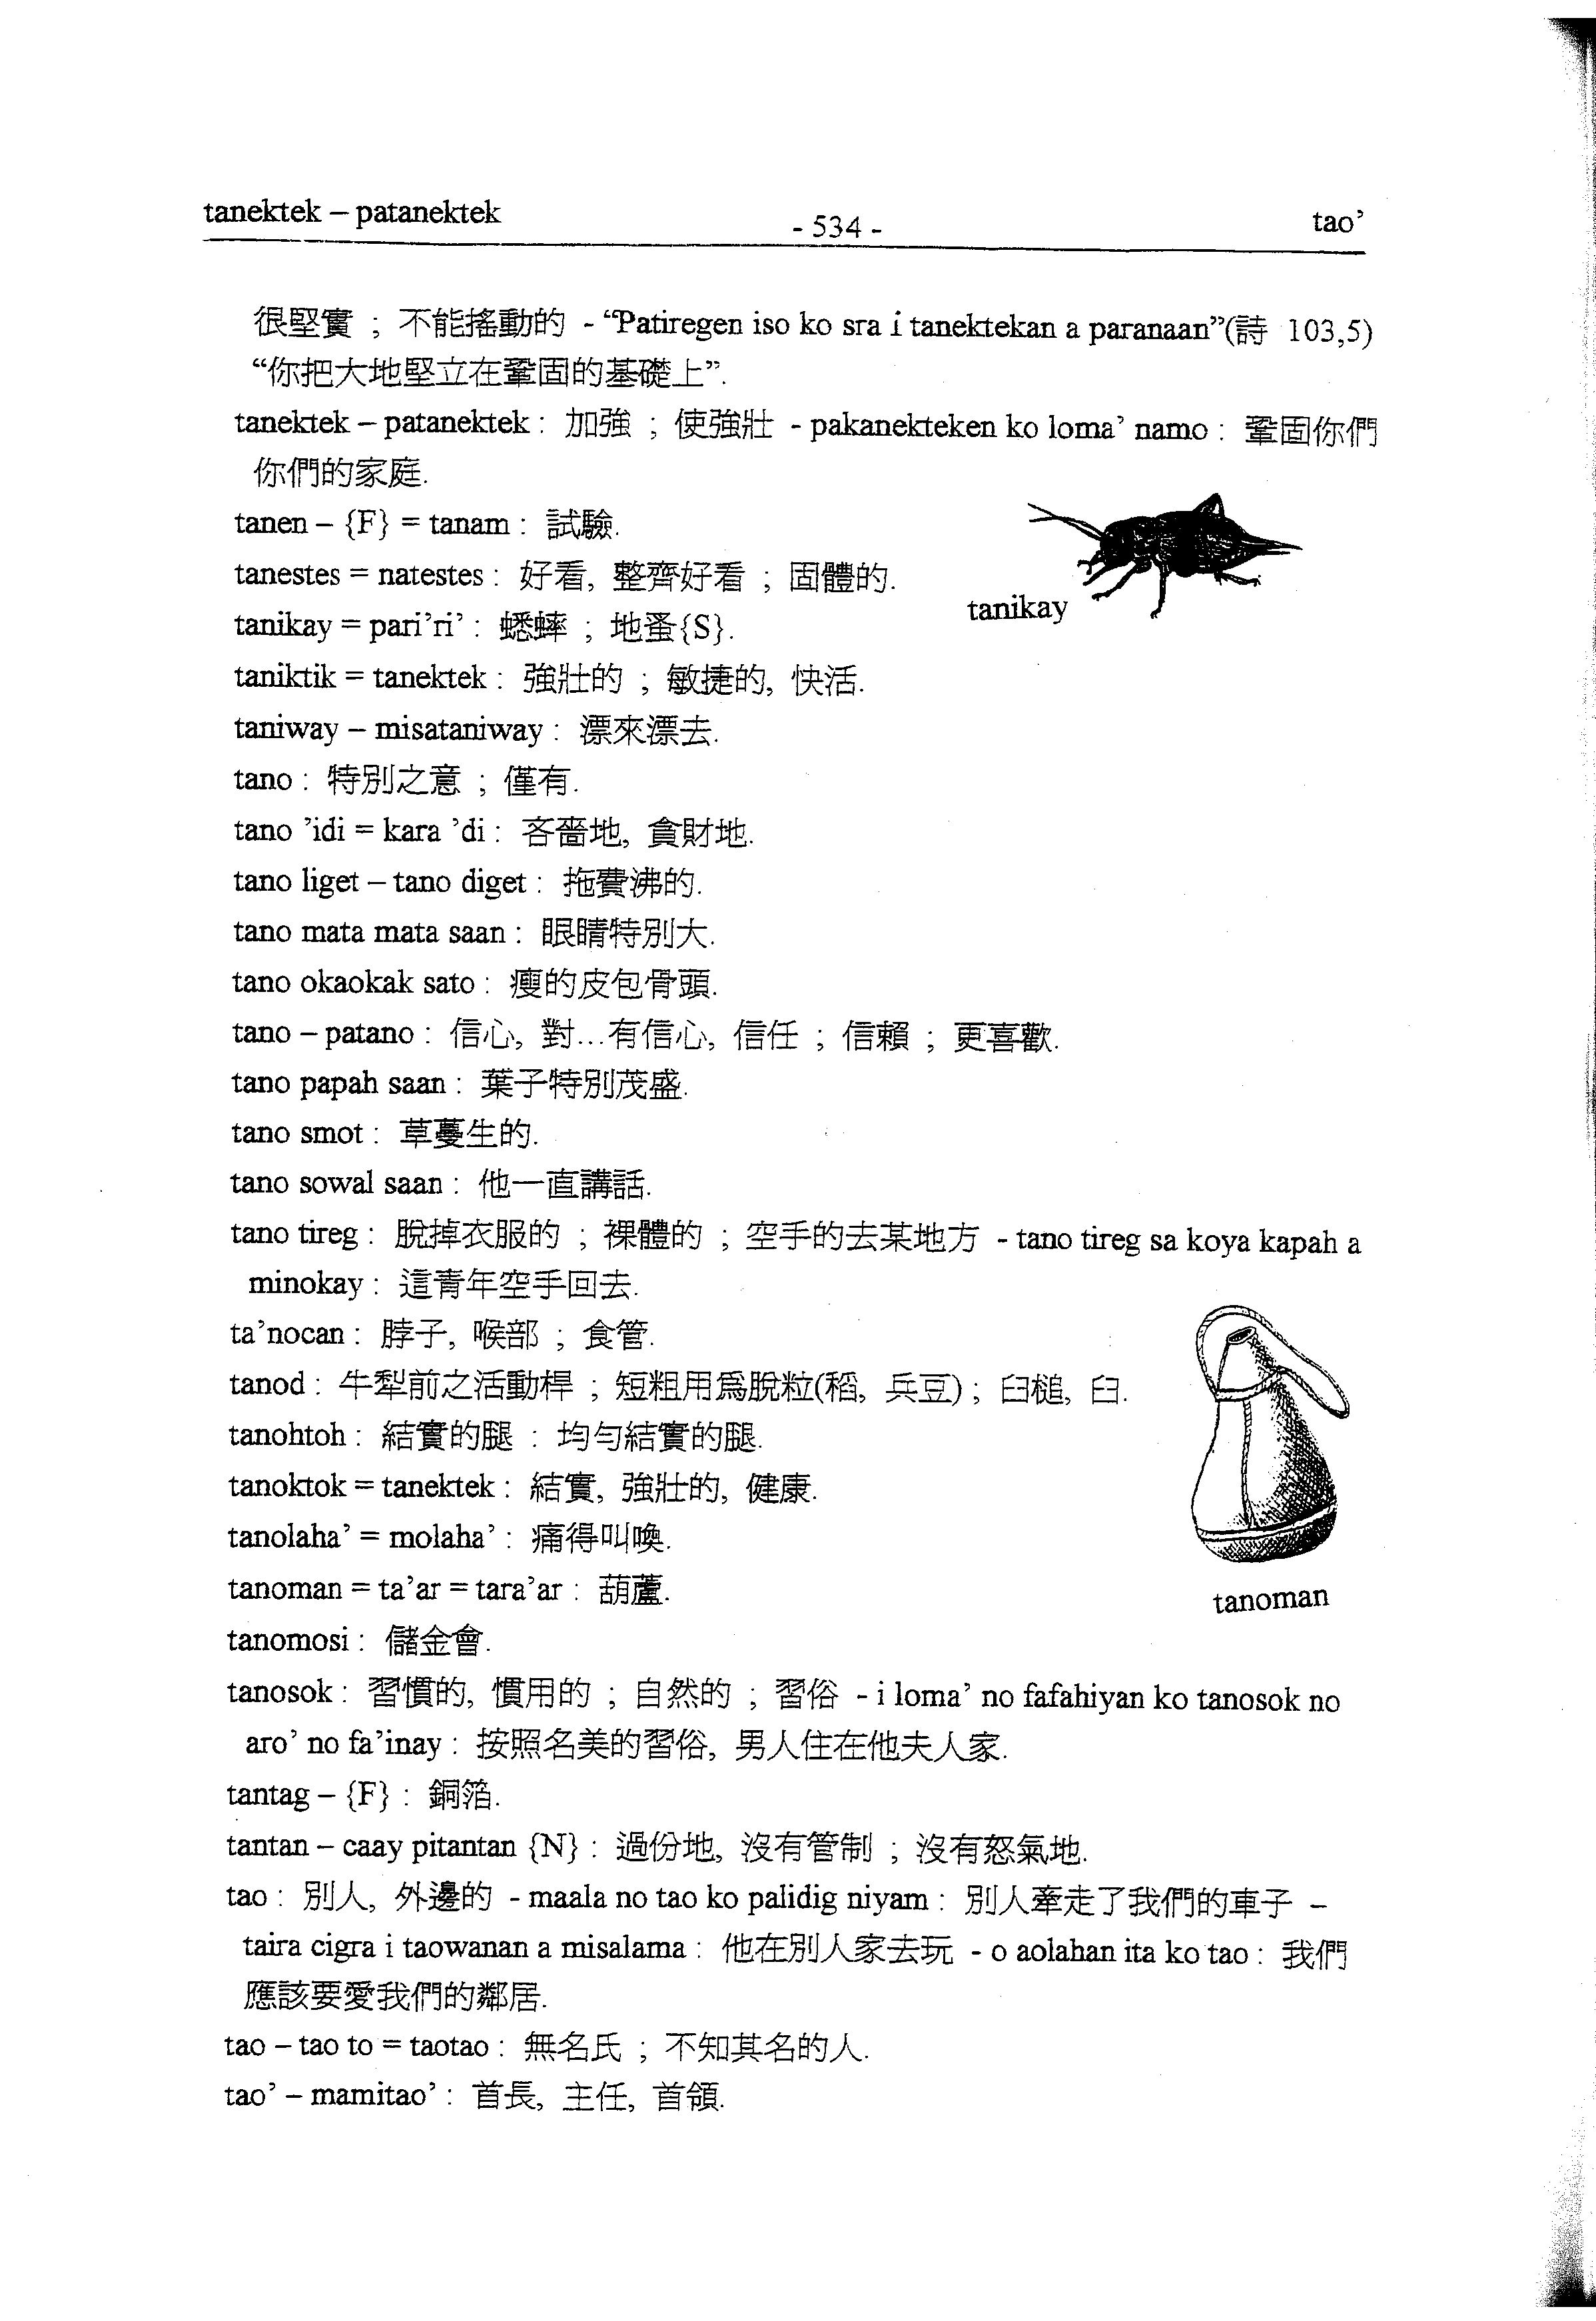 tanektek – patanektek
- 534 -
tao’
很堅實 ; 不能搖動的 - “Patiregen iso ko sra i tanektekan a paranaan”(詩 103,5)
“你把大地堅立在鞏固的基礎上”.
tanektek – patanektek : 加強 ; 使強壯 - pakanekteken ko loma’ namo : 鞏固你們
你們的家庭.
tanen – {F} = tanam : 試驗.
tanestes = natestes : 好看, 整齊好看 ; 固體的.
tanikay = pari’ri’ : 蟋蟀 ; 地蚤{S}.
tanikay
taniktik = tanektek : 強壯的 ; 敏捷的, 快活.
taniway – misataniway : 漂來漂去.
tano : 特別之意 ; 僅有.
tano ’idi = kara ’di : 吝嗇地, 貪財地.
tano liget – tano diget : 拖費沸的.
tano mata mata saan : 眼睛特別大.
tano okaokak sato : 瘦的皮包骨頭.
tano – patano : 信心, 對...有信心, 信任 ; 信賴 ; 更喜歡.
tano papah saan : 葉子特別茂盛.
tano smot : 草蔓生的.
tano sowal saan : 他一直講話.
tano tireg : 脫掉衣服的 ; 裸體的 ; 空手的去某地方 - tano tireg sa koya kapah a
minokay : 這青年空手回去.
ta’nocan : 脖子, 喉部 ; 食管.
tanod : 牛犁前之活動桿 ; 短粗用爲脫粒(稻, 兵豆) ; 臼槌, 臼.
tanohtoh : 結實的腿 : 均勻結實的腿.
tanoktok = tanektek : 結實, 強壯的, 健康.
tanolaha’ = molaha’ : 痛得叫喚.
tanoman = ta’ar = tara’ar : 葫蘆.
tanoman
tanomosi : 儲金會.
tanosok : 習慣的, 慣用的 ; 自然的 ; 習俗 - i loma’ no fafahiyan ko tanosok no
aro’ no fa’inay : 按照名美的習俗, 男人住在他夫人家.
tantag – {F} : 銅箔.
tantan – caay pitantan {N} : 過份地, 沒有管制 ; 沒有怒氣地.
tao : 別人, 外邊的 - maala no tao ko palidig niyam : 別人牽走了我們的車子 –
taira cigra i taowanan a misalama : 他在別人家去玩 - o aolahan ita ko tao : 我們
應該要愛我們的鄰居.
tao – tao to = taotao : 無名氏 ; 不知其名的人.
tao’ – mamitao’ : 首長, 主任, 首領.